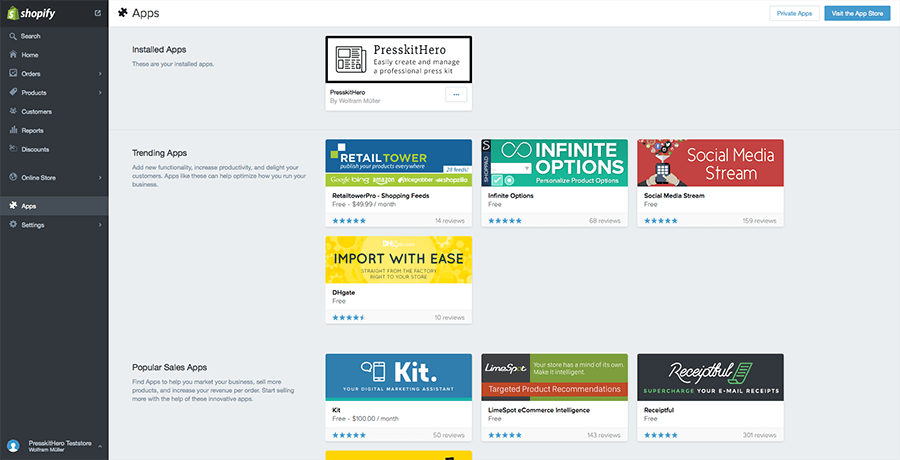 shopify
Search
Home
Orders
Products
Customers
Reports
Discounts
Online Store
Apps
Settings
PresskitHero Teststore
Wolfram Müller
Apps
Private Apps
Visit the App Store
Installed Apps
These are your installed apps.
PresskitHero
Easily create and manage
a professional press kit
PresskitHero
By Wolfram Müller
Trending Apps
Add new functionality, increase productivity, and delight your
customers. Apps like these can help optimize how you run your
business.
RETAILTOWER
publish your products everywhere
28 feeds!
Google bing amazon shopzilla
RetailtowerPro - Shopping Feeds
Free - $49.99 / month
14 reviews
SHOPPAD
INFINITE
OPTIONS
Personalize Product Options
Infinite Options
Free
68 reviews
Social Media
Stream
Social Media Stream
Free
159 reviews
IMPORT WITH EASE
STRAIGHT FROM THE FACTORY
RIGHT TO YOUR STORE
DHgate
Free
10 reviews
Popular Sales Apps
Find Apps to help you market your business, sell more
products, and increase your revenue per order. Start selling
more with the help of these innovative apps.
Kit.
YOUR DIGITAL MARKETING ASSISTANT
Kit
Free - $100.00 / month
50 reviews
LimeSpot
Your store has a mind of its own.
Make it intelligent.
Targeted Product Recommendations
LimeSpot eCommerce Intelligence
Free
143 reviews
Receiptful
SUPERCHARGE YOUR E-MAIL RECEIPTS
Receiptful
Free
301 reviews